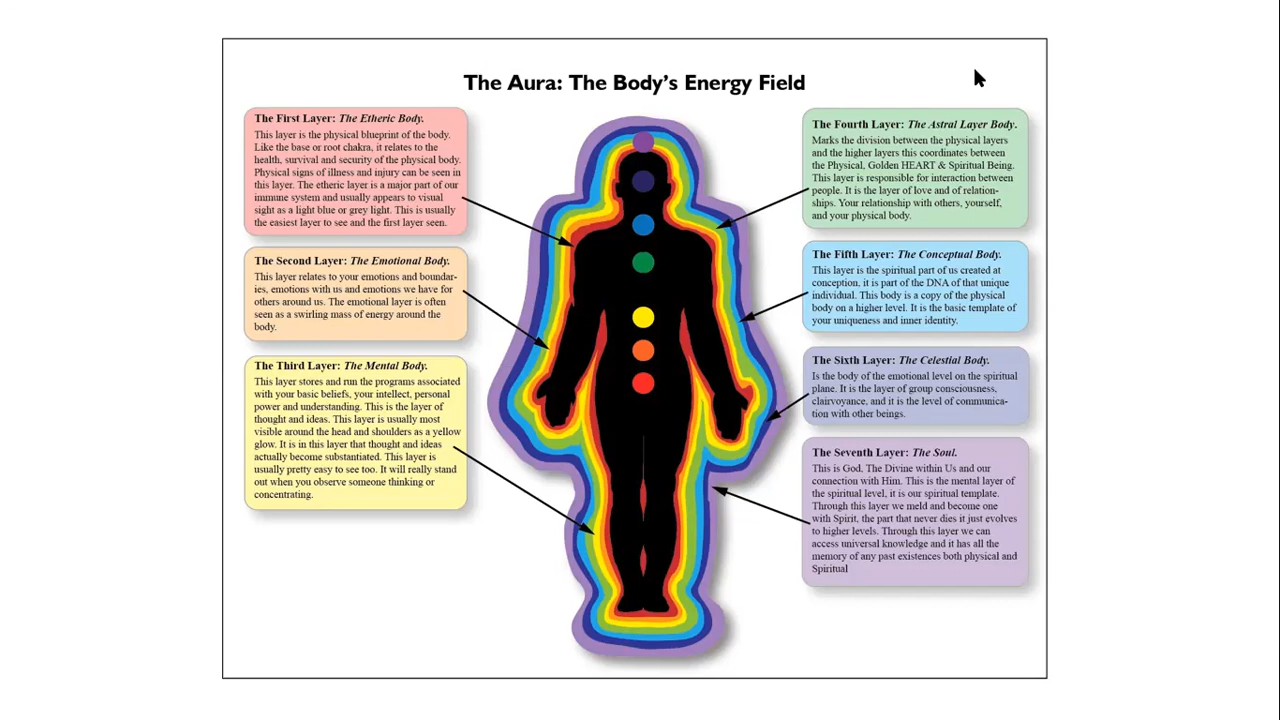 The Aura: The Body's Energy Field
The First Layer: The Etheric Body.
This layer is the physical blueprint of the body.
Like the base or root chakra, it relates to the
health, survival and security of the physical body.
Physical signs of illness and injury can be seen in
this layer. The etheric layer is a major part of our
immune system and usually appears to visual
sight as a light blue or grey light. This is usually
the easiest layer to see and the first layer seen.
The Second Layer: The Emotional Body.
This layer relates to your emotions and boundar-
ies, emotions with us and emotions we have for
others around us. The emotional layer is often
seen as a swirling mass of energy around the
body.
The Third Layer: The Mental Body.
This layer stores and run the programs associated
with your basic beliefs, your intellect, personal
power and understanding. This is the layer of
thought and ideas. This layer is usually most
visible around the head and shoulders as a yellow
glow. It is in this layer that thought and ideas
actually become substantiated. This layer is
usually pretty easy to see too. It will really stand
out when you observe someone thinking or
concentrating.
The Fourth Layer: The Astral Layer Body.
Marks the division between the physical layers
and the higher layers this coordinates between
the Physical, Golden HEART & Spiritual Being.
This layer is responsible for interaction between
people. It is the layer of love and of relation-
ships. Your relationship with others, yourself,
and your physical body.
The Fifth Layer: The Conceptual Body.
This layer is the spiritual part of us created at
conception, it is part of the DNA of that unique
individual. This body is a copy of the physical
body on a higher level. It is the basic template of
your uniqueness and inner identity.
The Sixth Layer: The Celestial Body.
Is the body of the emotional level on the spiritual
plane. It is the layer of group consciousness,
clairvoyance, and it is the level of communica-
tion with other beings.
The Seventh Layer: The Soul.
This is God, The Divine within Us and our
connection with Him. This is the mental layer of
the spiritual level, it is our spiritual template.
Through this layer we meld and become one
with Spirit, the part that never dies it just evolves
to higher levels. Through this layer we can
access universal knowledge and it has all the
memory of any past existences both physical and
Spiritual